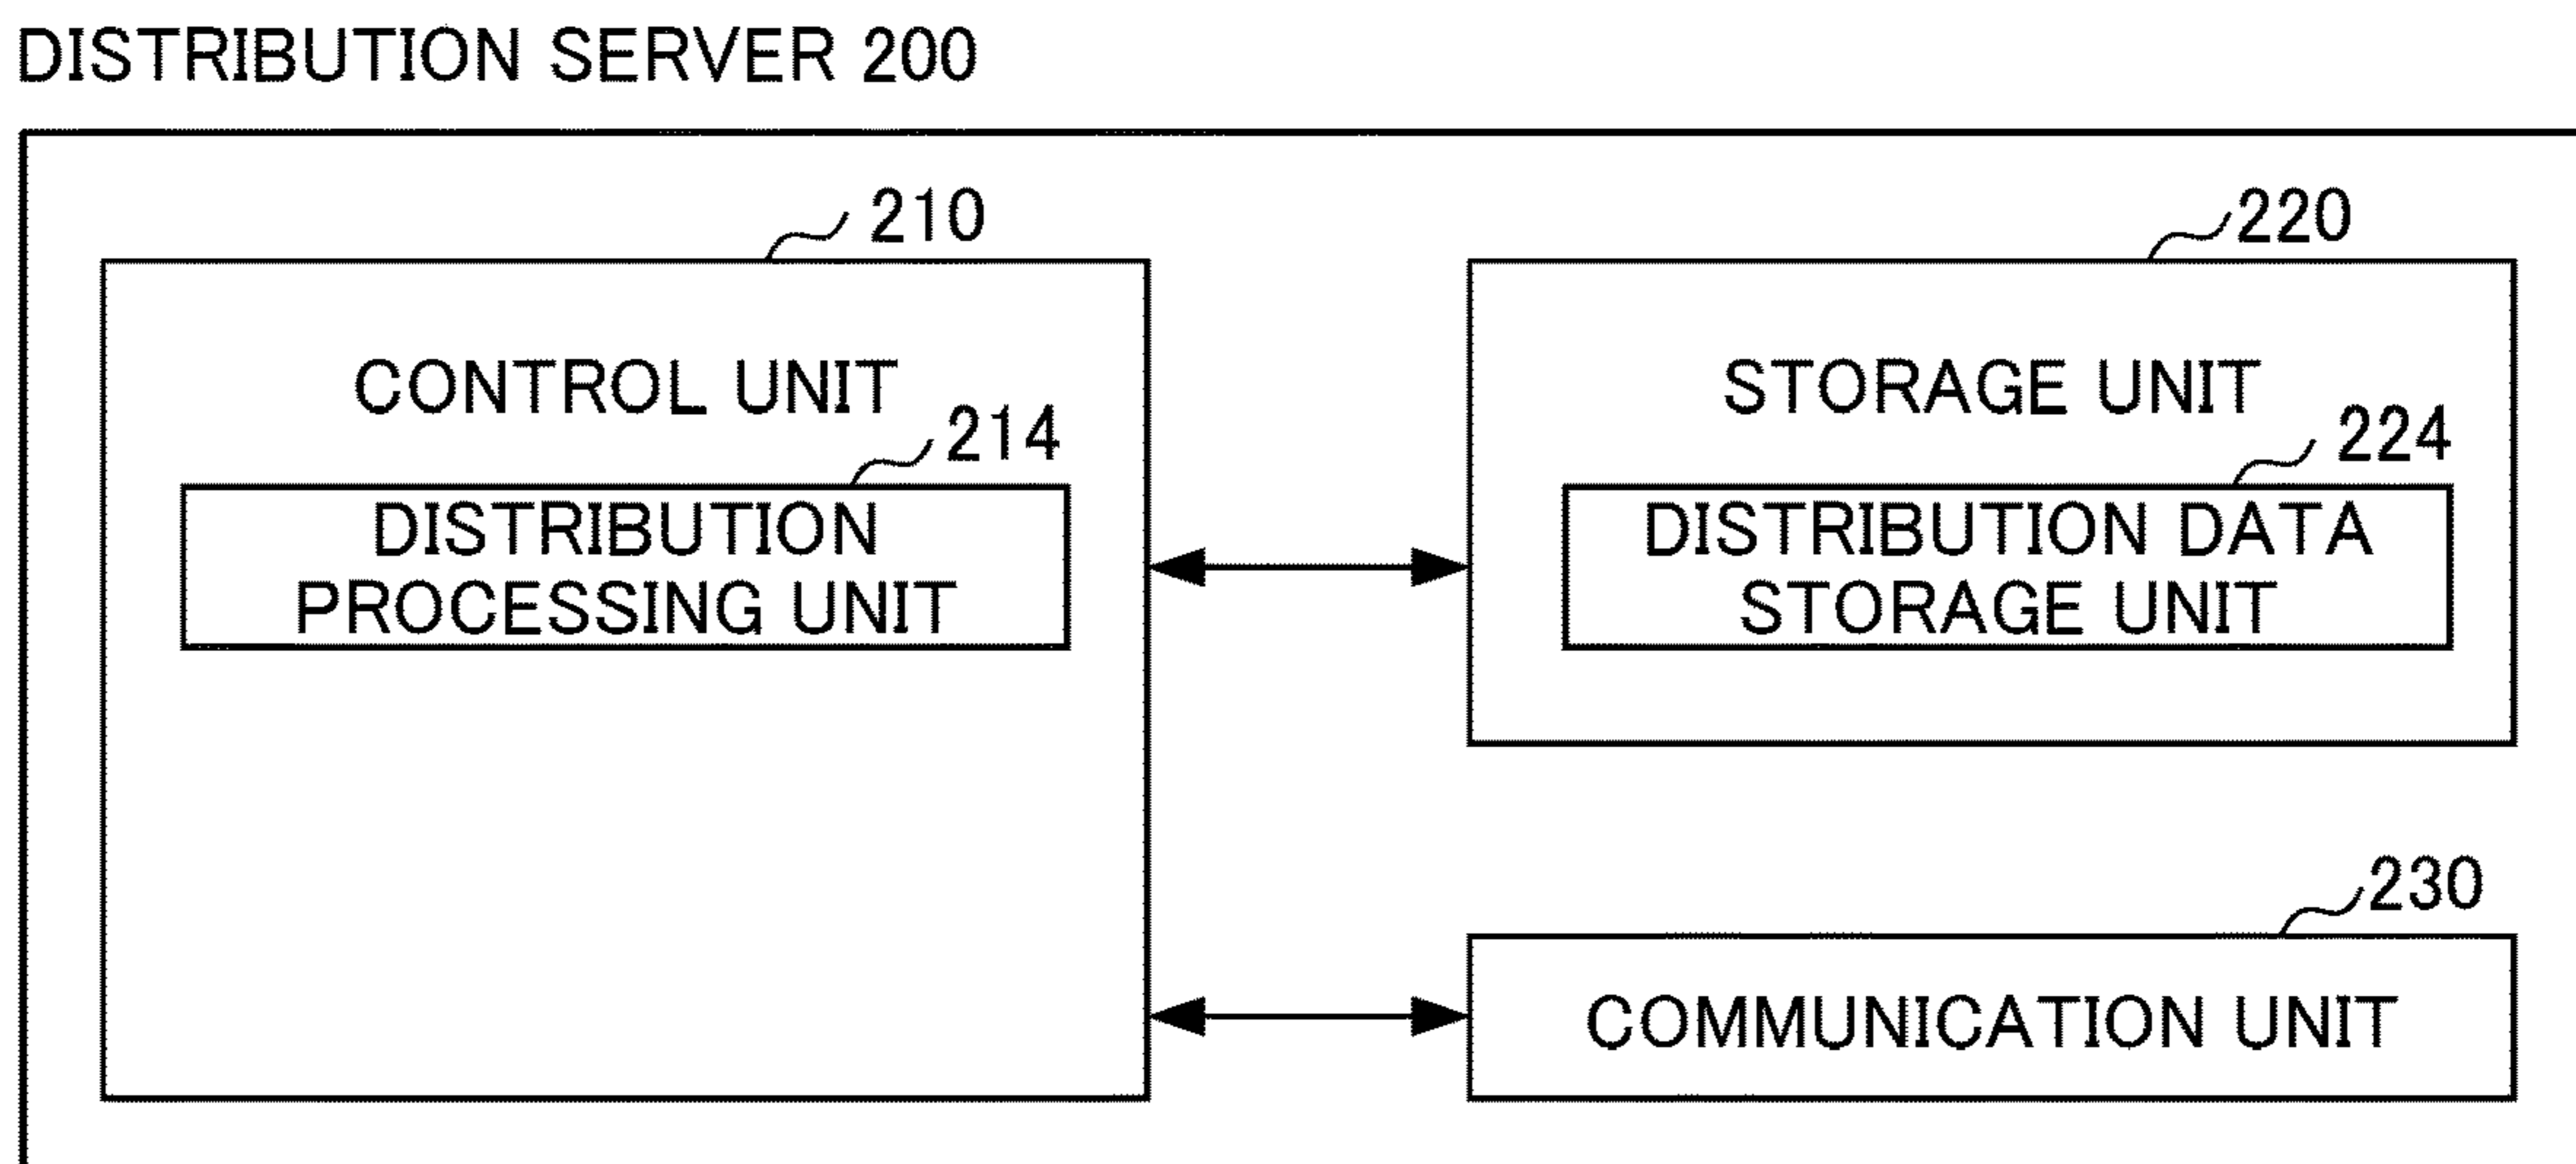 DISTRIBUTION SERVER 200
210
CONTROL UNIT
214
DISTRIBUTION
PROCESSING UNIT
220
STORAGE UNIT
224
DISTRIBUTION DATA
STORAGE UNIT
230
COMMUNICATION UNIT